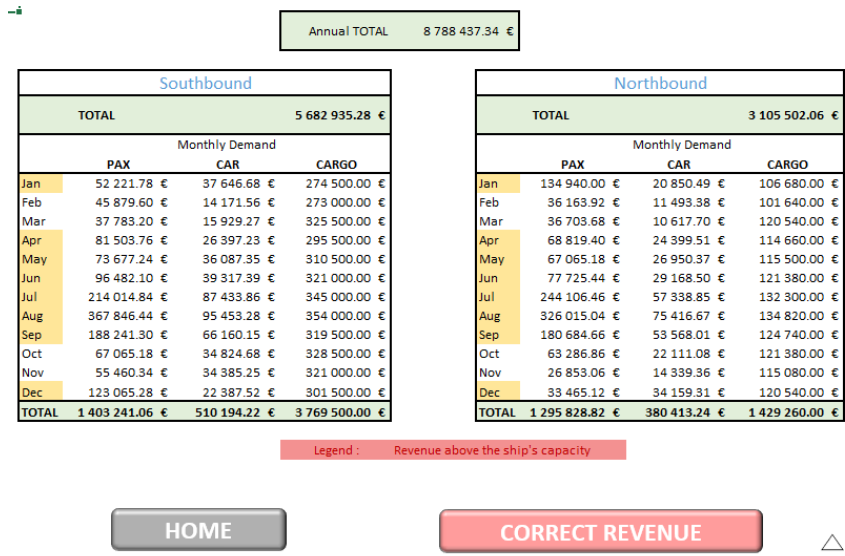 Annual TOTAL 8 788 437.34 €
Southbound
TOTAL 5 682 935.28 €
Monthly Demand
PAX CAR CARGO
Jan 52 221.78 € 37 646.68 € 274 500.00 €
Feb 45 879.60 € 14 171.56 € 273 000.00 €
Mar 37 783.20 € 15 929.27 € 325 500.00 €
Apr 81 503.76 € 26 397.23 € 295 500.00 €
May 73 677.24 € 36 087.35 € 310 500.00 €
Jun 96 482.10 € 39 317.39 € 321 000.00 €
Jul 214 014.84 € 87 433.86 € 345 000.00 €
Aug 367 846.44 € 95 453.28 € 354 000.00 €
Sep 188 241.30 € 66 160.15 € 319 500.00 €
Oct 67 065.18 € 34 824.68 € 328 500.00 €
Nov 55 460.34 € 34 385.25 € 321 000.00 €
Dec 123 065.28 € 22 387.52 € 301 500.00 €
TOTAL 1 403 241.06 € 510 194.22 € 3 769 500.00 €
Northbound
TOTAL 3 105 502.06 €
Monthly Demand
PAX CAR CARGO
Jan 134 940.00 € 20 850.49 € 106 680.00 €
Feb 36 163.92 € 11 493.38 € 101 640.00 €
Mar 36 703.68 € 10 617.70 € 120 540.00 €
Apr 68 819.40 € 24 399.51 € 114 660.00 €
May 67 065.18 € 26 950.37 € 115 500.00 €
Jun 77 725.44 € 29 168.50 € 121 380.00 €
Jul 244 106.46 € 57 338.85 € 132 300.00 €
Aug 326 015.04 € 75 416.67 € 134 820.00 €
Sep 180 684.66 € 53 568.01 € 124 740.00 €
Oct 63 286.86 € 22 111.08 € 121 380.00 €
Nov 26 853.06 € 14 339.36 € 115 080.00 €
Dec 33 465.12 € 34 159.31 € 120 540.00 €
TOTAL 1 295 828.82 € 380 413.24 € 1 429 260.00 €
Legend : Revenue above the ship's capacity
HOME
CORRECT REVENUE